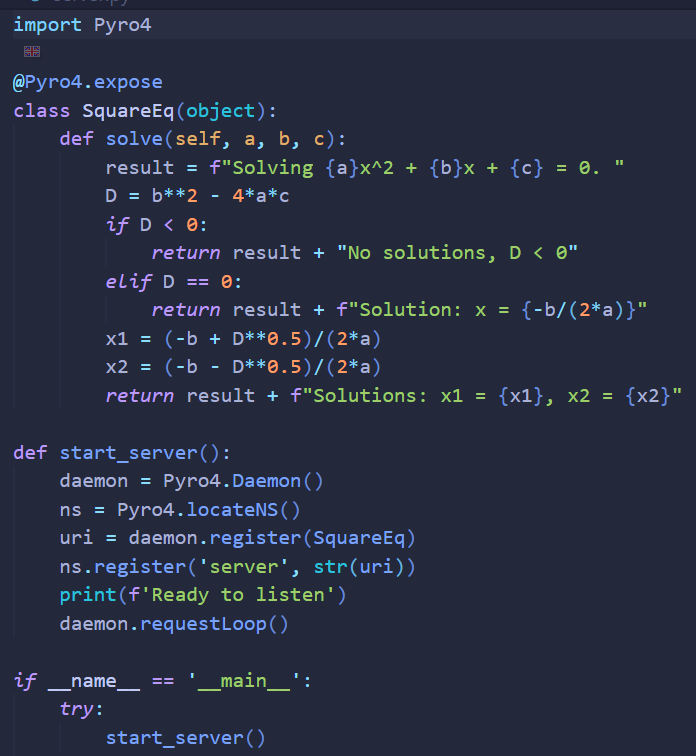 import Pyro4
@Pyro4.expose
class SquareEq(object):
    def solve(self, a, b, c):
        result = f"Solving {a}x^2 + {b}x + {c} = 0. "
        D = b**2 - 4*a*c
        if D < 0:
            return result + "No solutions, D < 0"
        elif D == 0:
            return result + f"Solution: x = {-b/(2*a)}"
        x1 = (-b + D**0.5)/(2*a)
        x2 = (-b - D**0.5)/(2*a)
        return result + f"Solutions: x1 = {x1}, x2 = {x2}"
def start_server():
    daemon = Pyro4.Daemon()
    ns = Pyro4.locateNS()
    uri = daemon.register(SquareEq)
    ns.register('server', str(uri))
    print(f'Ready to listen')
    daemon.requestLoop()
if __name__ == '__main__':
    try:
        start_server()